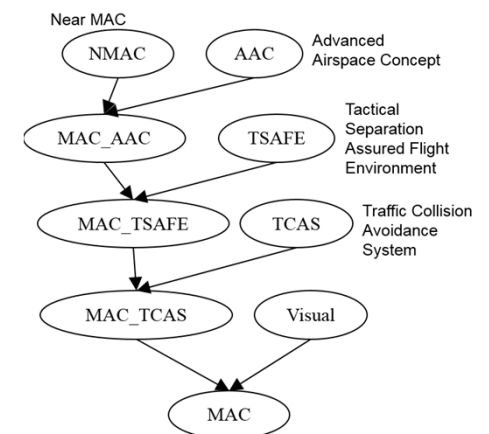 Near MAC
NMAC
AAC
Advanced
Airspace Concept
MAC_AAC
TSAFE
Tactical
Separation
Assured Flight
Environment
MAC_TSAFE
TCAS
Traffic Collision
Avoidance
System
MAC_TCAS
Visual
MAC